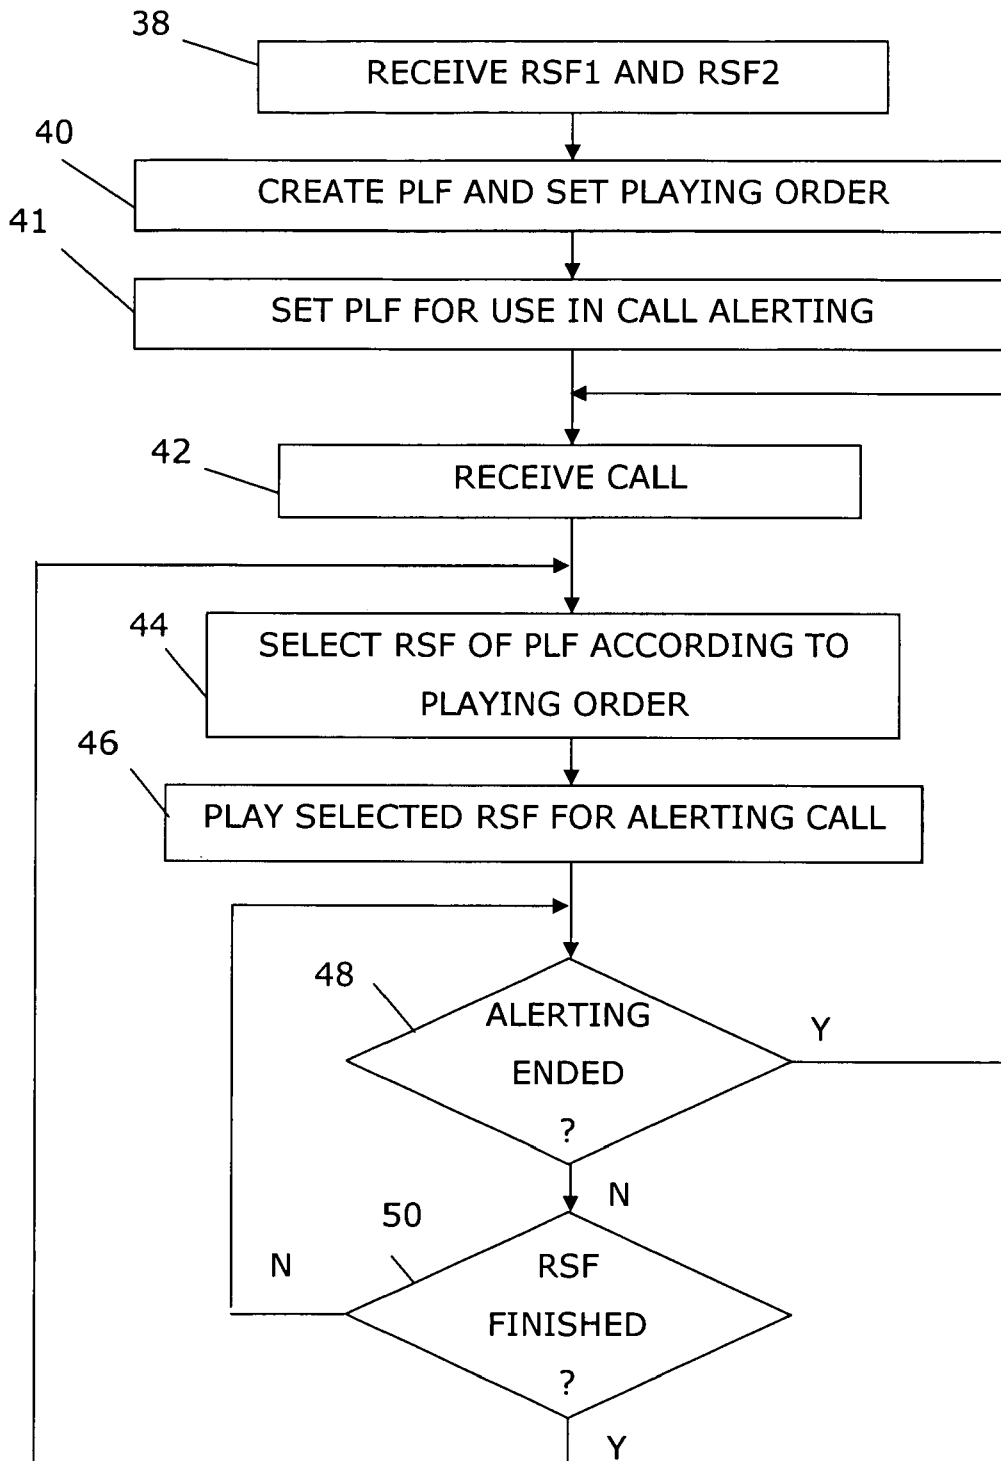 38
RECEIVE RSF1 AND RSF2
40
CREATE PLF AND SET PLAYING ORDER
41
SET PLF FOR USE IN CALL ALERTING
42
RECEIVE CALL
44
SELECT RSF OF PLF ACCORDING TO
PLAYING ORDER
46
PLAY SELECTED RSF FOR ALERTING CALL
48
ALERTING
ENDED
?
Y
N
50
RSF
FINISHED
?
N
Y